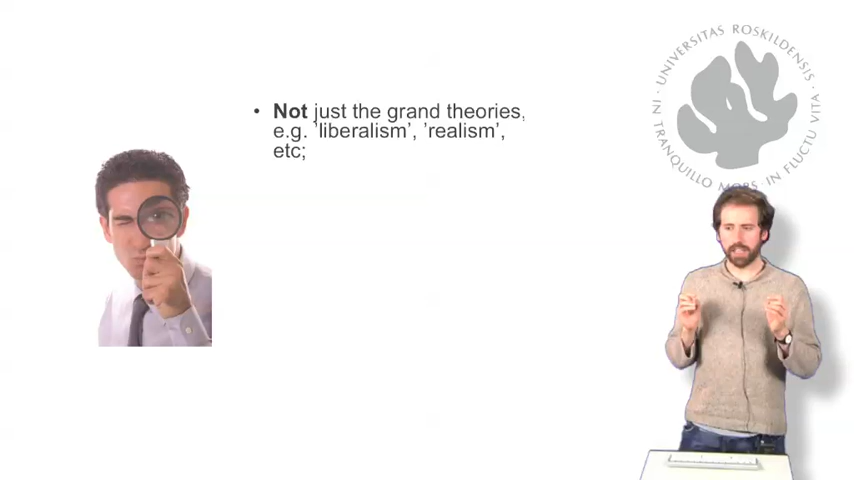 • Not just the grand theories,
e.g. ’liberalism’, ’realism’,
etc;
· UNIVERSITAS ROSKILDENSIS ·
IN TRANQUILLO MORS · IN FLUCTU VITA